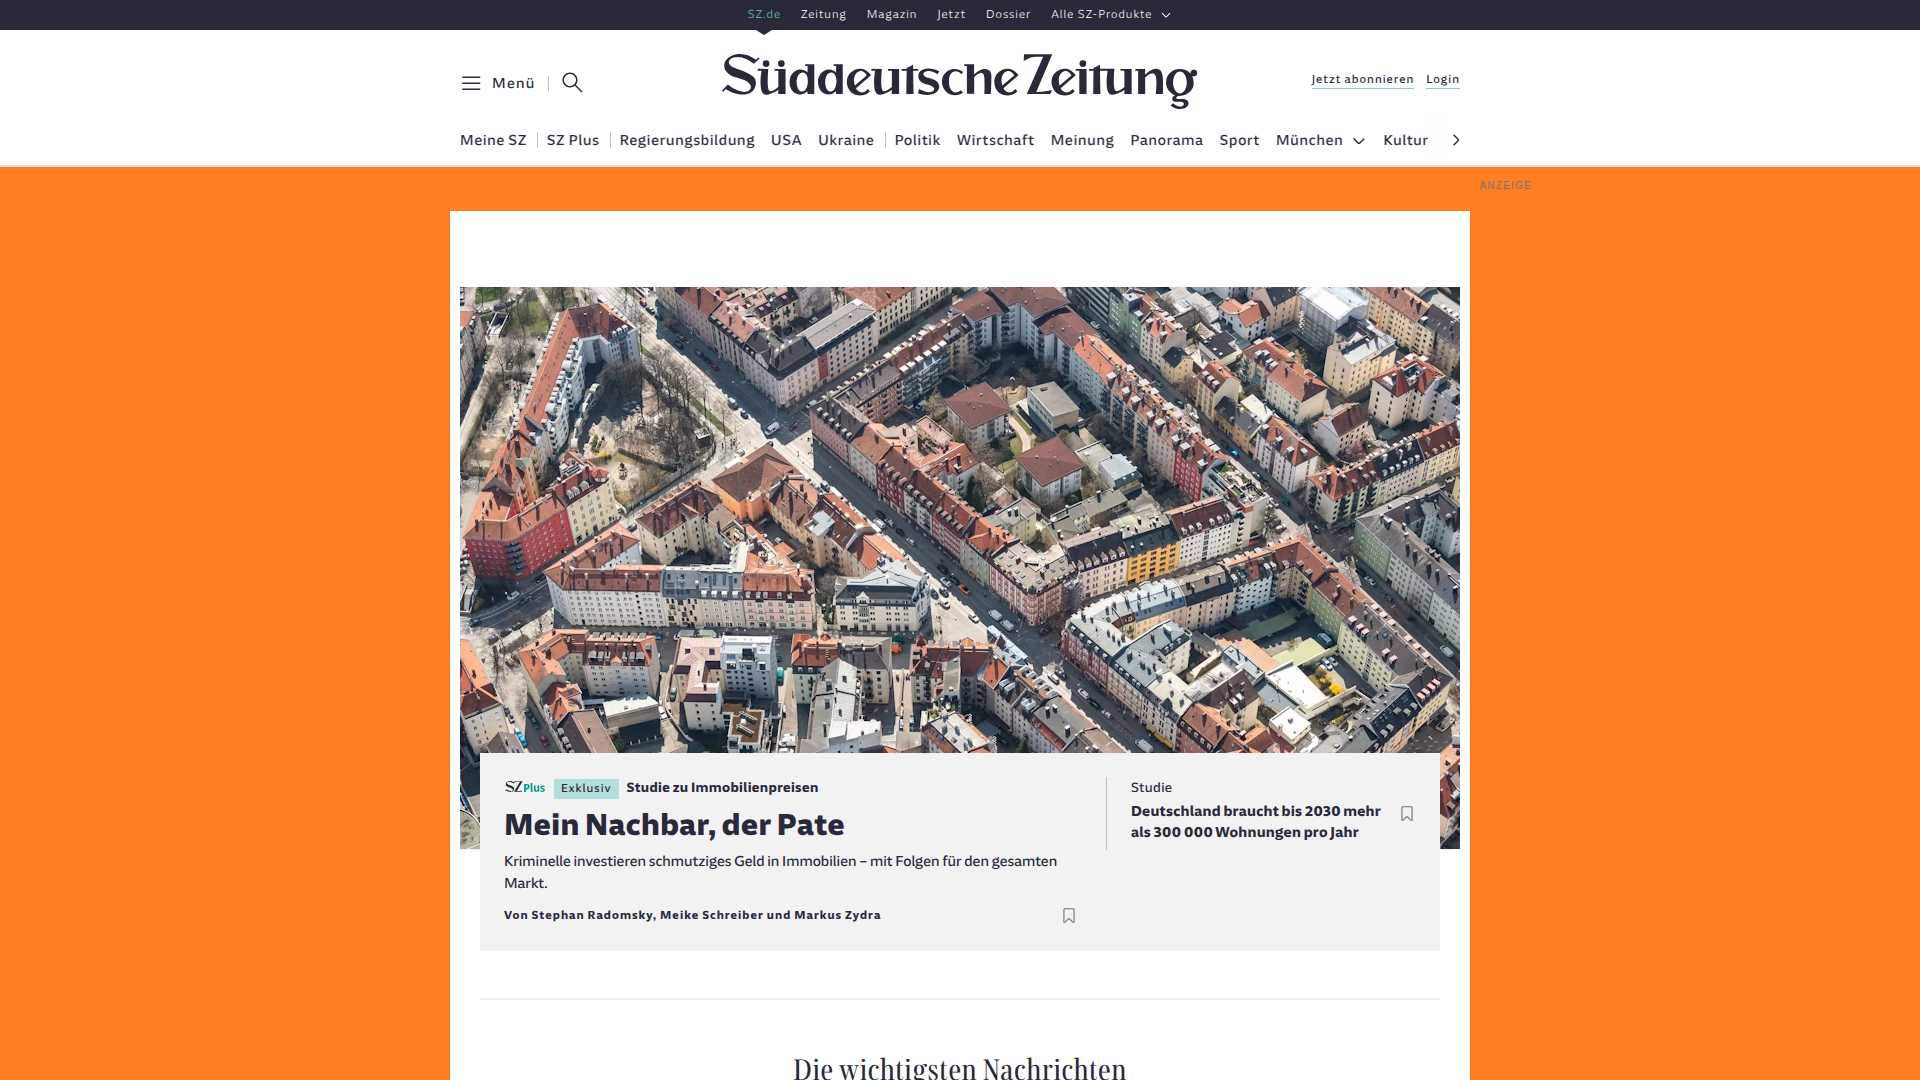 SZ.de Zeitung Magazin Jetzt Dossier Alle SZ-Produkte
Menü
Süddeutsche Zeitung
Jetzt abonnieren Login
Meine SZ SZ Plus Regierungsbildung USA Ukraine Politik Wirtschaft Meinung Panorama Sport München Kultur
ANZEIGE
SZ Plus Exklusiv Studie zu Immobilienpreisen
Mein Nachbar, der Pate
Kriminelle investieren schmutziges Geld in Immobilien – mit Folgen für den gesamten
Markt.
Von Stephan Radomsky, Meike Schreiber und Markus Zydra
Studie
Deutschland braucht bis 2030 mehr
als 300 000 Wohnungen pro Jahr
Die wichtigsten Nachrichten